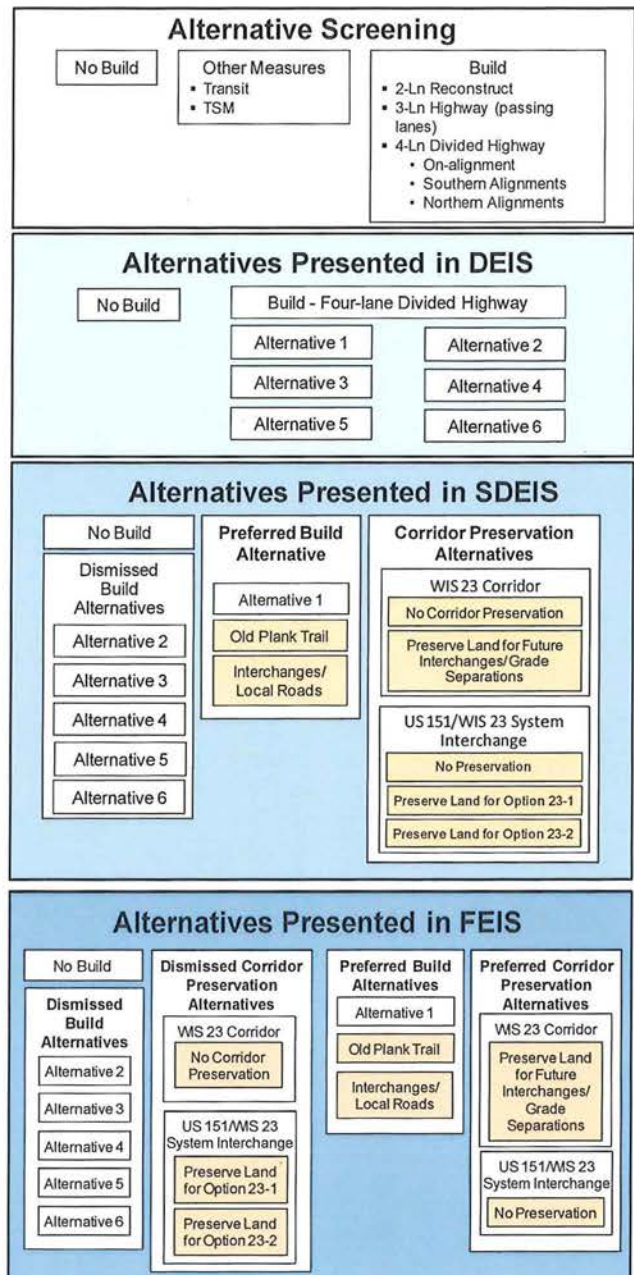 Alternative Screening
No Build
Other Measures
▪ Transit
▪ TSM
Build
▪ 2-Ln Reconstruct
▪ 3-Ln Highway (passing
lanes)
▪ 4-Ln Divided Highway
• On-alignment
• Southern Alignments
• Northern Alignments
Alternatives Presented in DEIS
No Build
Build - Four-lane Divided Highway
Alternative 1
Alternative 2
Alternative 3
Alternative 4
Alternative 5
Alternative 6
Alternatives Presented in SDEIS
No Build
Dismissed
Build
Alternatives
Alternative 2
Alternative 3
Alternative 4
Alternative 5
Alternative 6
Preferred Build
Alternative
Alternative 1
Old Plank Trail
Interchanges/
Local Roads
Corridor Preservation
Alternatives
WIS 23 Corridor
No Corridor Preservation
Preserve Land for Future
Interchanges/Grade
Separations
US 151/WIS 23 System
Interchange
No Preservation
Preserve Land for Option 23-1
Preserve Land for Option 23-2
Alternatives Presented in FEIS
No Build
Dismissed
Build
Alternatives
Alternative 2
Alternative 3
Alternative 4
Alternative 5
Alternative 6
Dismissed Corridor
Preservation
Alternatives
WIS 23 Corridor
No Corridor
Preservation
US 151/WIS 23
System Interchange
Preserve Land
for Option 23-1
Preserve Land
for Option 23-2
Preferred Build
Alternatives
Alternative 1
Old Plank Trail
Interchanges/
Local Roads
Preferred Corridor
Preservation
Alternatives
WIS 23 Corridor
Preserve Land
for Future
Interchanges/
Grade
Separations
US 151/WIS 23
System Interchange
No Preservation